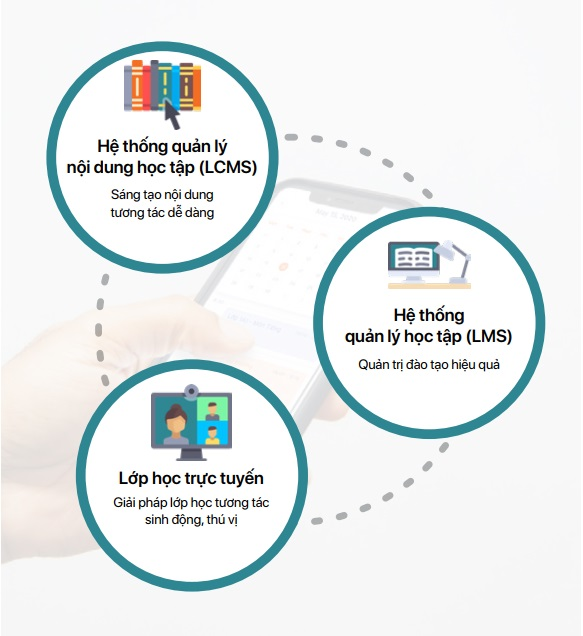 Hệ thống quản lý
nội dung học tập (LCMS)
Sáng tạo nội dung
tương tác dễ dàng
Hệ thống
quản lý học tập (LMS)
Quản trị đào tạo hiệu quả
Lớp học trực tuyến
Giải pháp lớp học tương tác
sinh động, thú vị